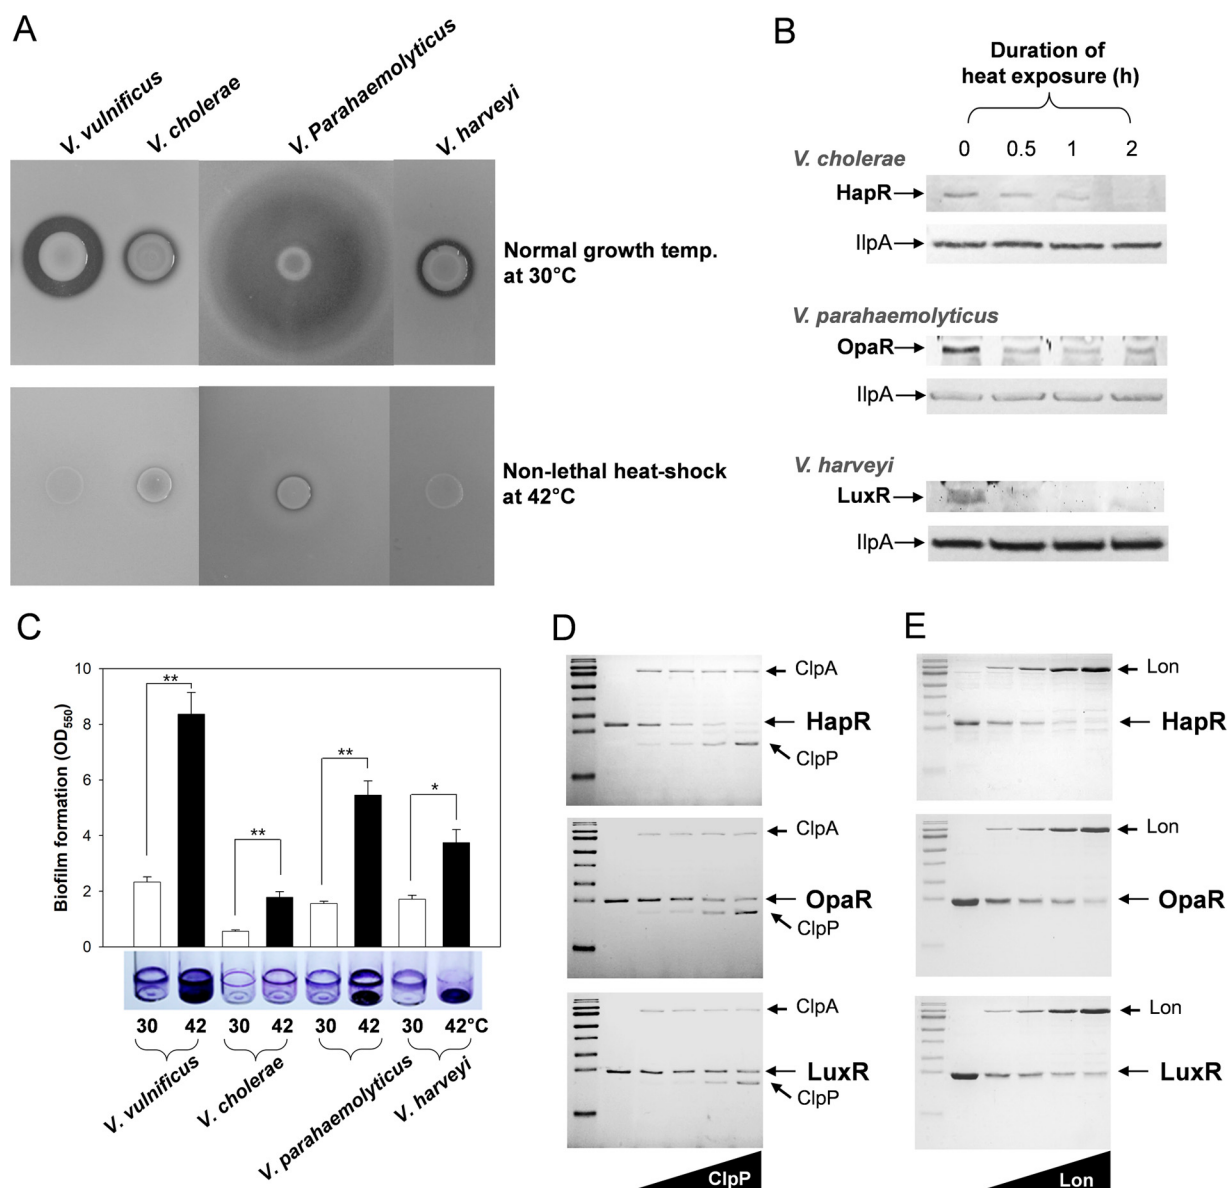 A
V. vulnificus
V. cholerae
V. Parahaemolyticus
V. harveyi
Normal growth temp.
at 30°C
Non-lethal heat-shock
at 42°C
B
Duration of
heat exposure (h)
V. cholerae
0 0.5 1 2
HapR
IlpA
V. parahaemolyticus
OpaR
IlpA
V. harveyi
LuxR
IlpA
C
Biofilm formation (OD550)
10
8
6
4
2
0
**
**
**
*
30 42 30 42 30 42 30 42°C
V. vulnificus
V. cholerae
V. parahaemolyticus
V. harveyi
D
ClpA
HapR
ClpP
ClpA
OpaR
ClpP
ClpA
LuxR
ClpP
ClpP
E
Lon
HapR
Lon
OpaR
Lon
LuxR
Lon